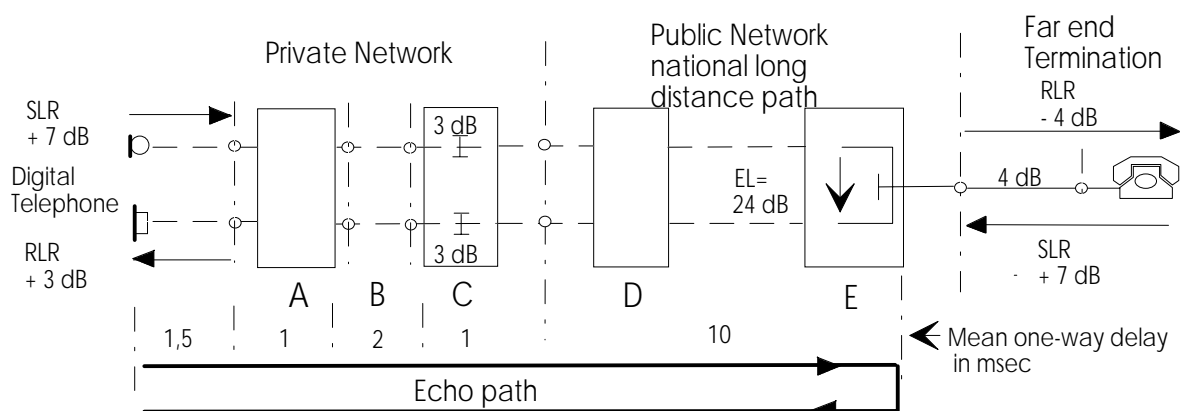 Private Network
Public Network
national long
distance path
Far end
Termination
SLR
+ 7 dB
3 dB
RLR
- 4 dB
Digital
Telephone
EL=
24 dB
4 dB
3 dB
RLR
+ 3 dB
SLR
- + 7 dB
A
B
C
D
E
1,5
1
2
1
10
Mean one-way delay
in msec
Echo path